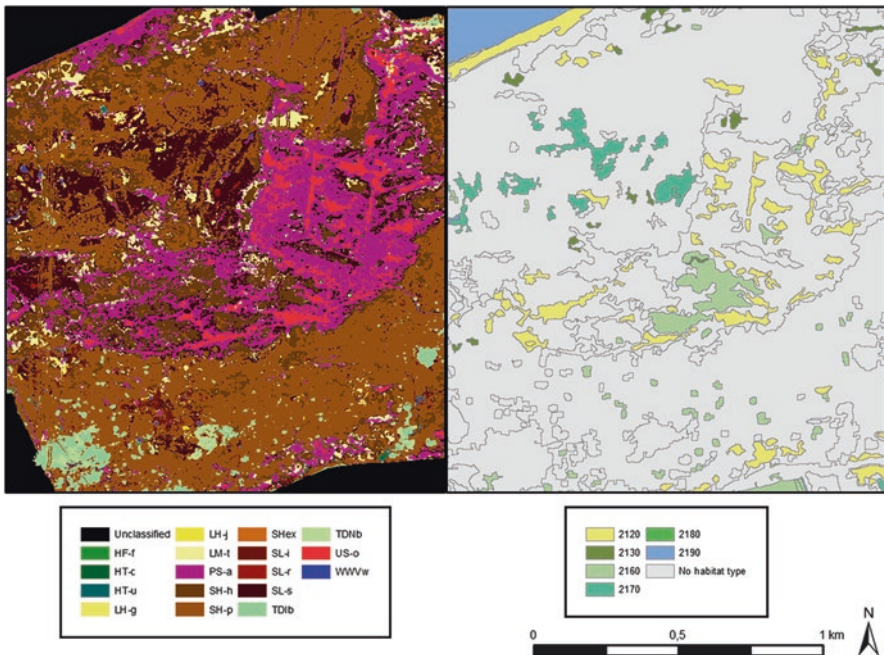 Unclassified LH-j SHex TDNb
HF-f LM-t SL-i US-o
HT-c PS-a SL-r WWVw
HT-u SH-h SL-s
LH-g SH-p TDlb
2120 2180
2130 2190
2160 No habitat type
2170
N
0 0,5 1 km